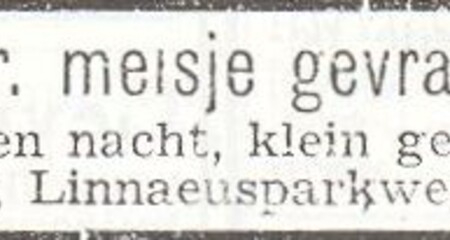 r. meisje gevra
en nacht, klein ge
, Linnaeusparkwe